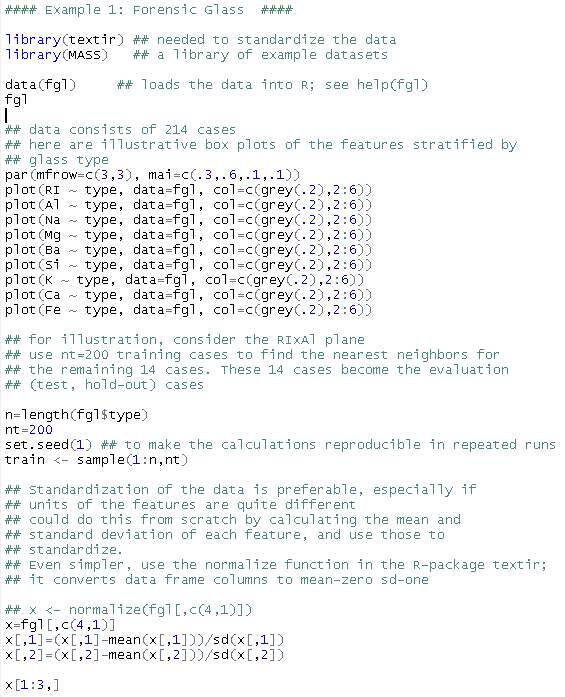 #### Example 1: Forensic Glass  ####
library(textir) ## needed to standardize the data
library(MASS)   ## a library of example datasets
data(fgl)     ## loads the data into R; see help(fgl)
fgl
## data consists of 214 cases
## here are illustrative box plots of the features stratified by
## glass type
par(mfrow=c(3,3), mai=c(.3,.6,.1,.1))
plot(RI ~ type, data=fgl, col=c(grey(.2),2:6))
plot(Al ~ type, data=fgl, col=c(grey(.2),2:6))
plot(Na ~ type, data=fgl, col=c(grey(.2),2:6))
plot(Mg ~ type, data=fgl, col=c(grey(.2),2:6))
plot(Ba ~ type, data=fgl, col=c(grey(.2),2:6))
plot(Si ~ type, data=fgl, col=c(grey(.2),2:6))
plot(K ~ type, data=fgl, col=c(grey(.2),2:6))
plot(Ca ~ type, data=fgl, col=c(grey(.2),2:6))
plot(Fe ~ type, data=fgl, col=c(grey(.2),2:6))
## for illustration, consider the RIxAl plane
## use nt=200 training cases to find the nearest neighbors for
## the remaining 14 cases. These 14 cases become the evaluation
## (test, hold-out) cases
n=length(fgl$type)
nt=200
set.seed(1) ## to make the calculations reproducible in repeated runs
train <- sample(1:n,nt)
## Standardization of the data is preferable, especially if
## units of the features are quite different
## could do this from scratch by calculating the mean and
## standard deviation of each feature, and use those to
## standardize.
## Even simpler, use the normalize function in the R-package textir;
## it converts data frame columns to mean-zero sd-one
## x <- normalize(fgl[,c(4,1)])
x=fgl[,c(4,1)]
x[,1]=(x[,1]-mean(x[,1]))/sd(x[,1])
x[,2]=(x[,2]-mean(x[,2]))/sd(x[,2])
x[1:3,]